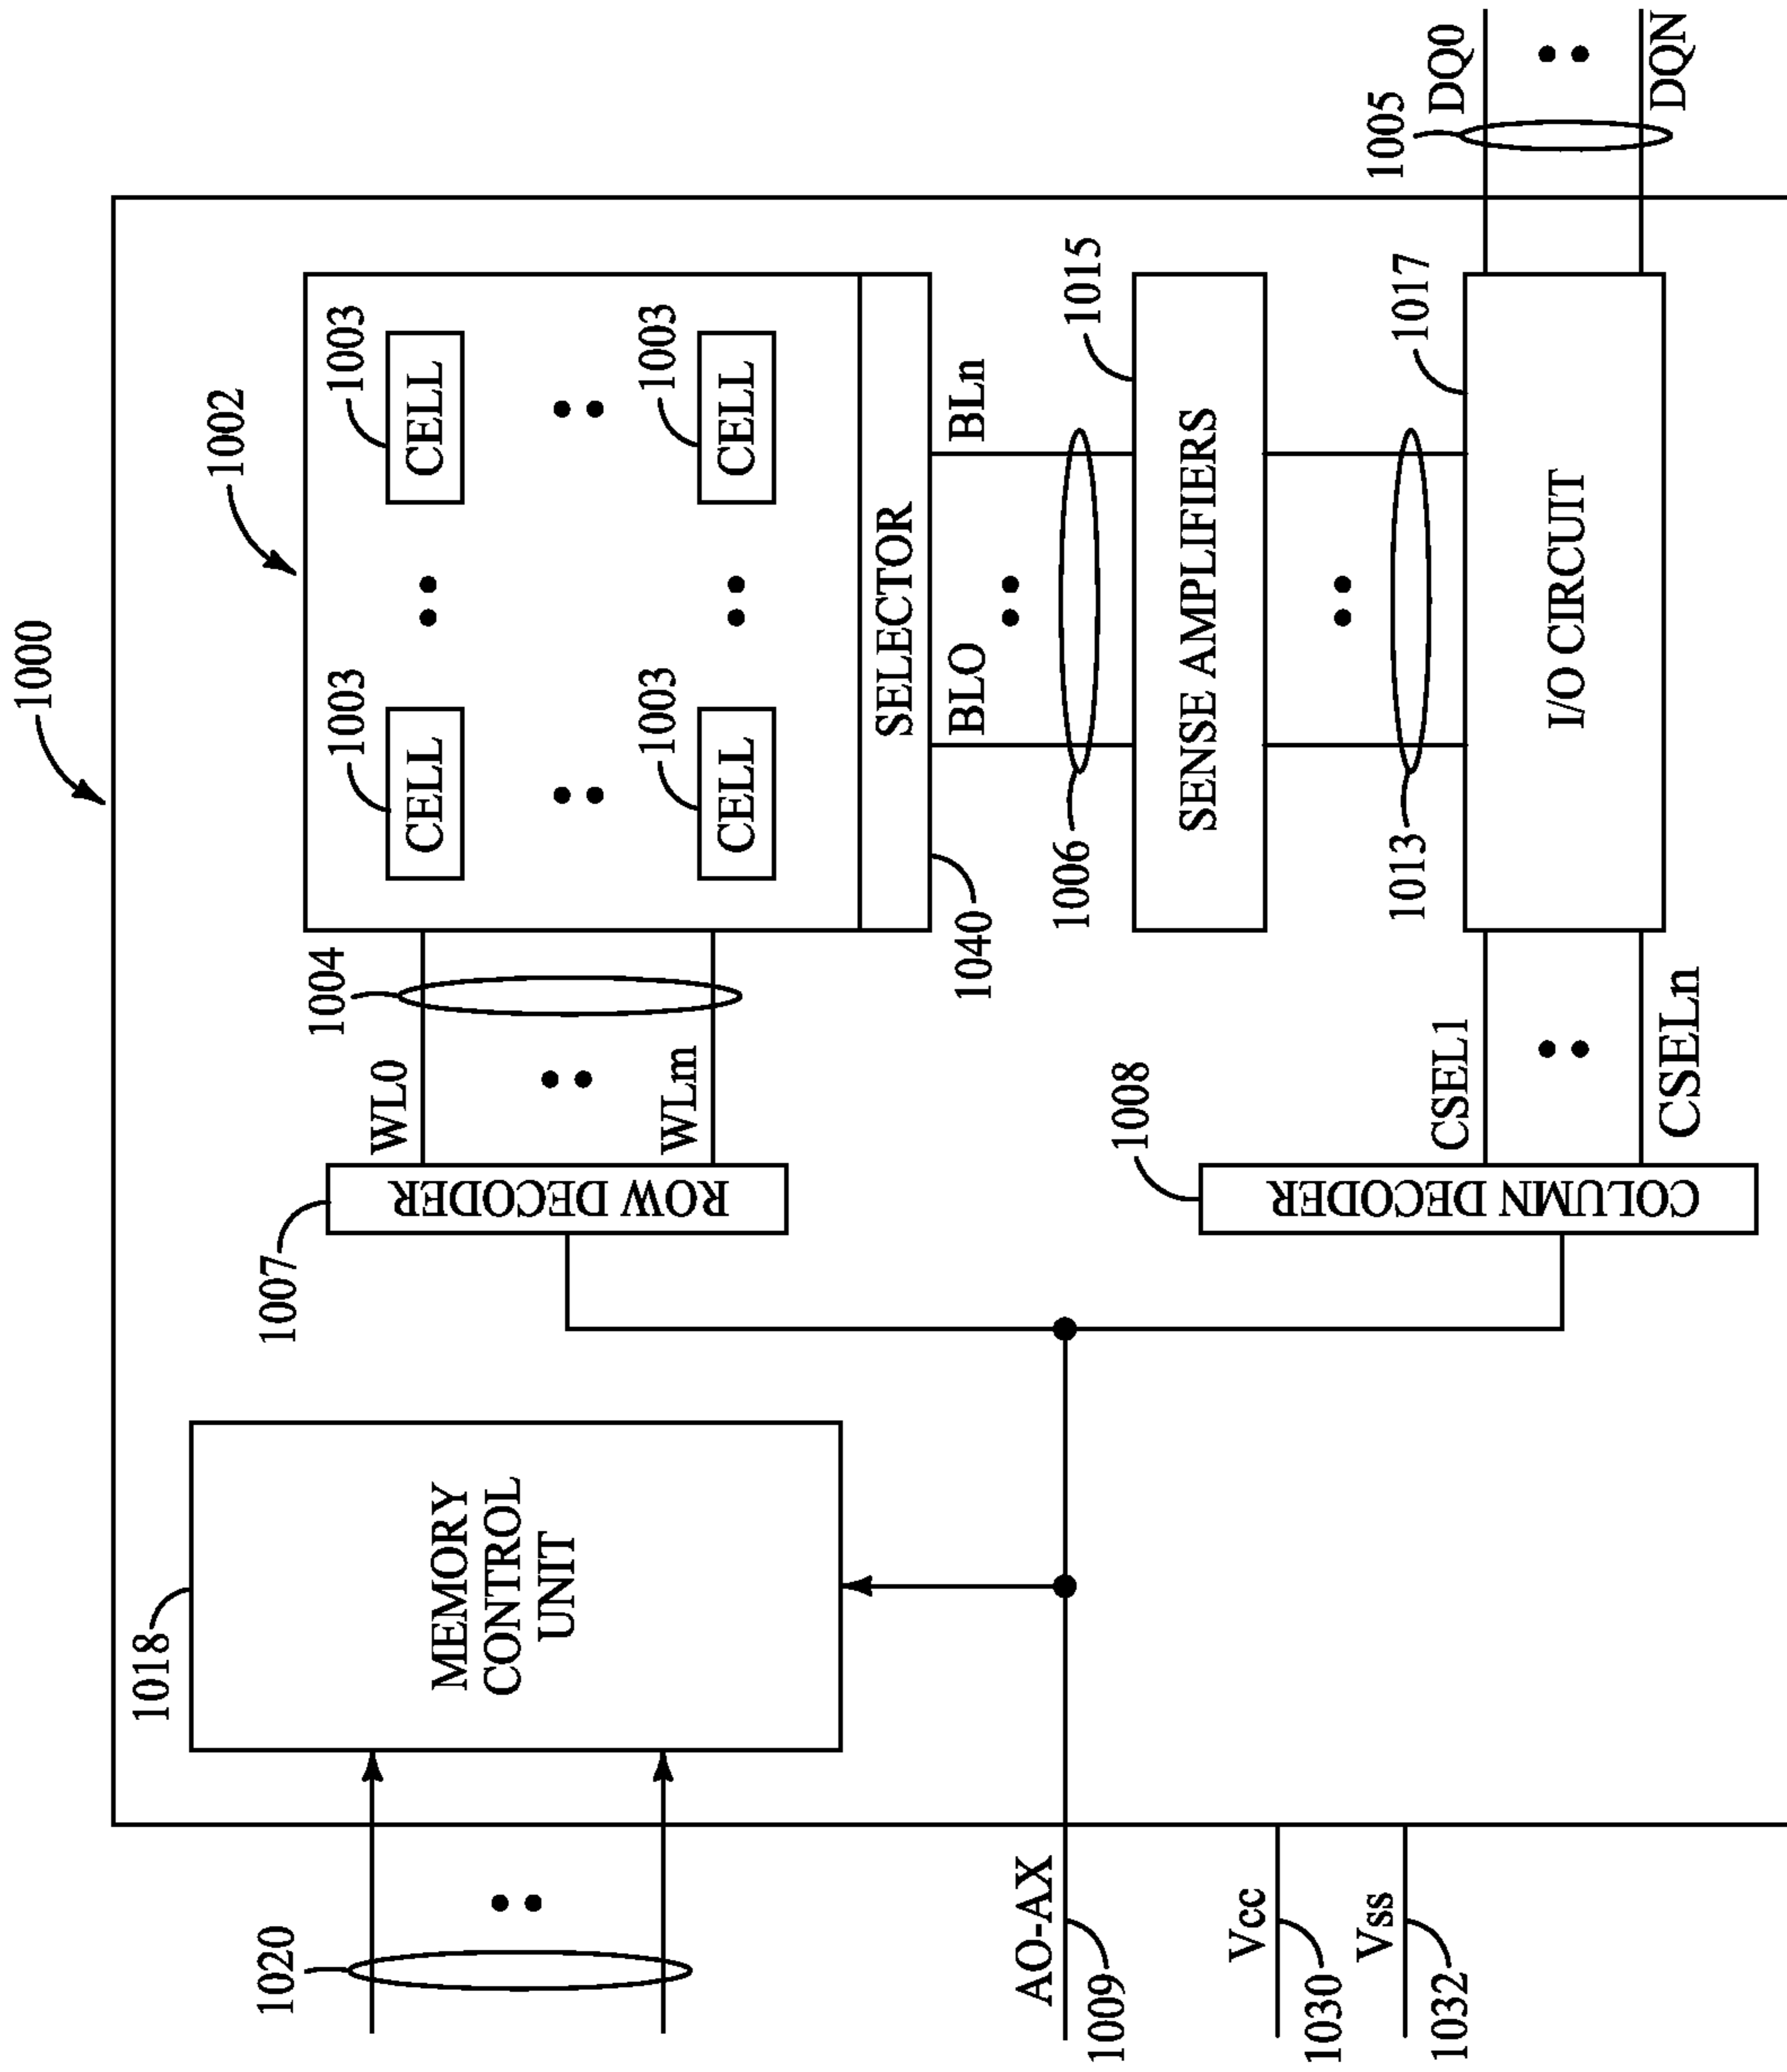 1000
1002
1003
CELL
1003
CELL
1003
CELL
1003
CELL
SELECTOR
1040
1004
WL0
WLm
ROW DECODER
1007
MEMORY
CONTROL
UNIT
1018
1020
BLO
BLn
1006
SENSE AMPLIFIERS
1015
1013
I/O CIRCUIT
1017
1005
DQ0
DQN
CSEL1
CSELn
COLUMN DECODER
1008
AO-AX
1009
Vcc
1030
Vss
1032